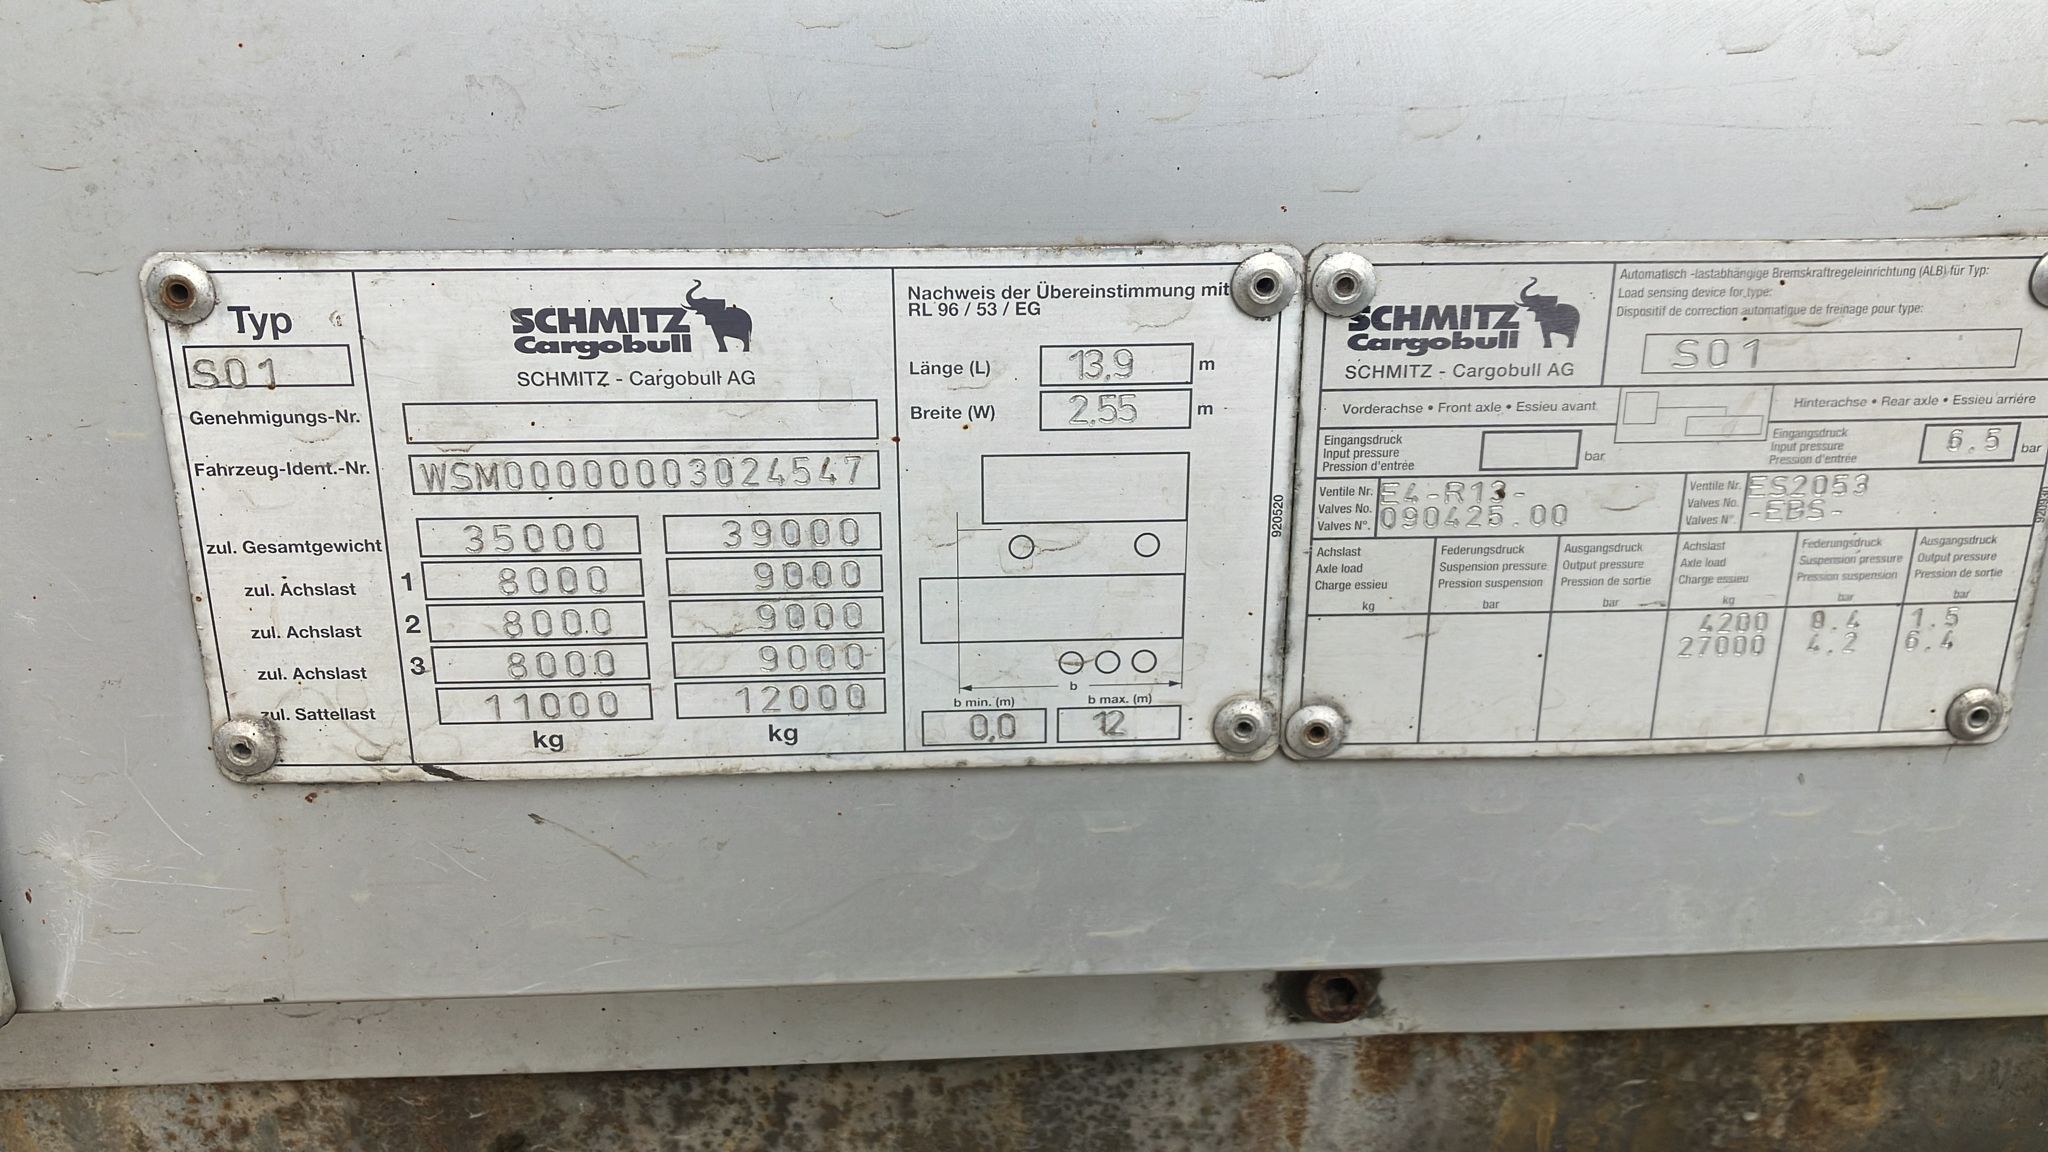 Typ
S01
SCHMITZ
Cargobull
SCHMITZ - Cargobull AG
Genehmigungs-Nr.
Fahrzeug-Ident.-Nr. WSM00000003024547
zul. Gesamtgewicht 35000 39000
zul. Achslast 1 8000 9000
zul. Achslast 2 8000 9000
zul. Achslast 3 8000 9000
zul. Sattellast 11000 12000
kg kg
Nachweis der Übereinstimmung mit
RL 96 / 53 / EG
Länge (L) 13,9 m
Breite (W) 2,55 m
b
b min. (m) b max. (m)
0,0 12
920520
SCHMITZ
Cargobull
SCHMITZ - Cargobull AG
Automatisch -lastabhängige Bremskraftregeleinrichtung (ALB) für Typ:
Load sensing device for type:
Dispositif de correction automatique de freinage pour type:
S01
Vorderachse • Front axle • Essieu avant
Hinterachse • Rear axle • Essieu arriére
Eingangsdruck
Input pressure
Pression d'entrée
bar
Eingangsdruck
Input pressure
Pression d'entrée
6.5 bar
Ventile Nr.
Valves No.
Valves N°.
E4-R13-
090425.00
Ventile Nr.
Valves No.
Valves N°.
ES2053
-EBS-
Achslast
Axle load
Charge essieu
kg
Federungsdruck
Suspension pressure
Pression suspension
bar
Ausgangsdruck
Output pressure
Pression de sortie
bar
Achslast
Axle load
Charge essieu
kg
Federungsdruck
Suspension pressure
Pression suspension
bar
Ausgangsdruck
Output pressure
Pression de sortie
bar
4200 0.4 1.5
27000 4.2 6.4